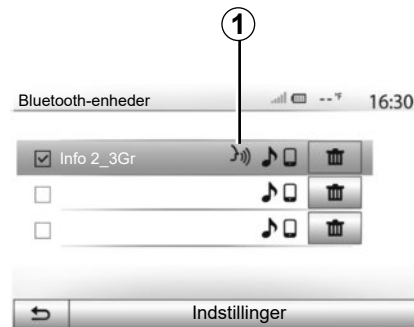 1
Bluetooth-enheder -- °F 16:30
Info 2_3Gr
Indstillinger